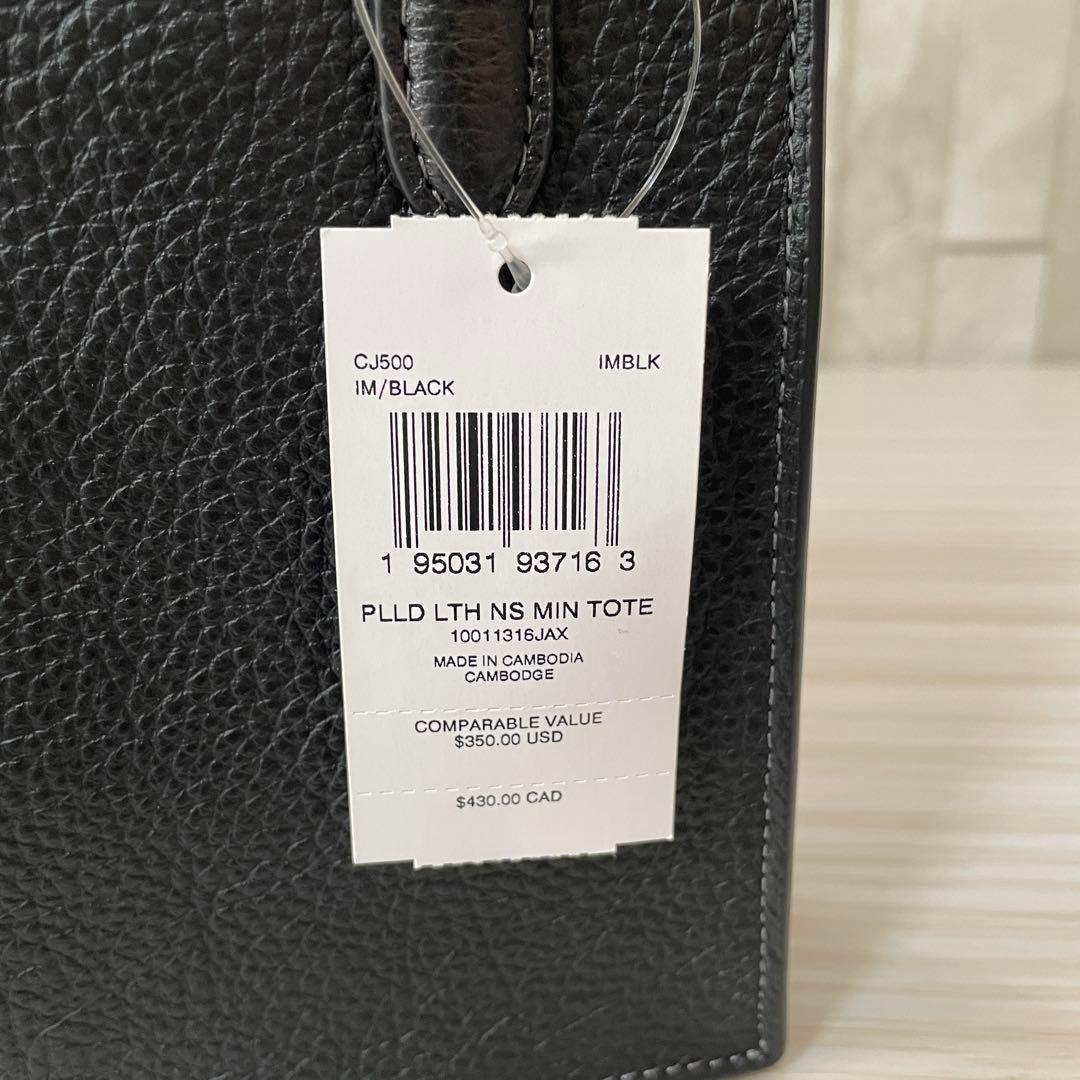 CJ500 IMBLK
IM/BLACK
1 95031 93716 3
PLLD LTH NS MIN TOTE
10011316JAX
MADE IN CAMBODIA
CAMBODGE
COMPARABLE VALUE
$350.00 USD
$430.00 CAD